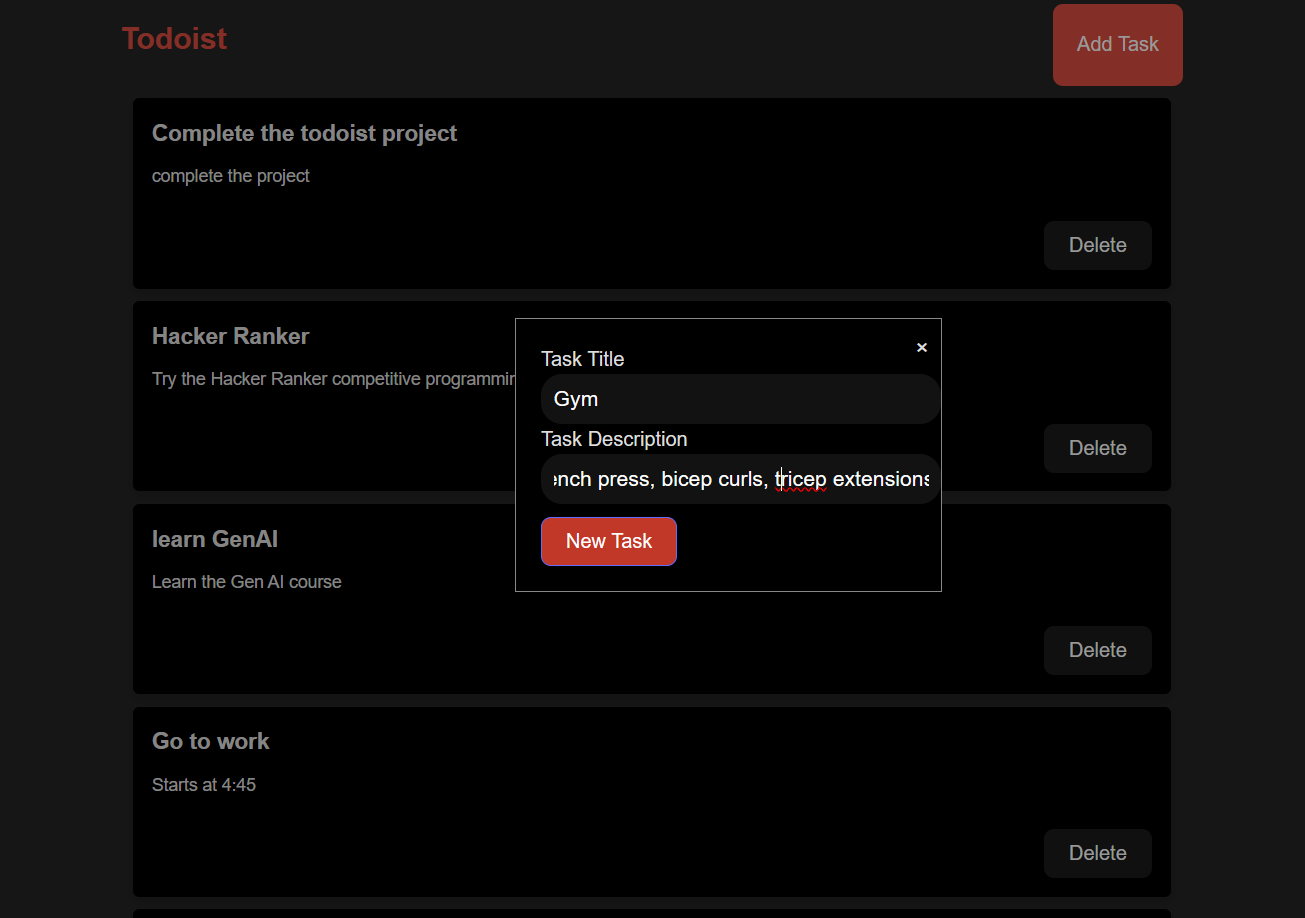 Todoist
Add Task
Complete the todoist project
complete the project
Delete
Hacker Ranker
Try the Hacker Ranker competitive
Delete
×
Task Title
Gym
Task Description
press, bicep curls, tricep extensions
New Task
learn GenAI
Learn the Gen AI course
Delete
Go to work
Starts at 4:45
Delete